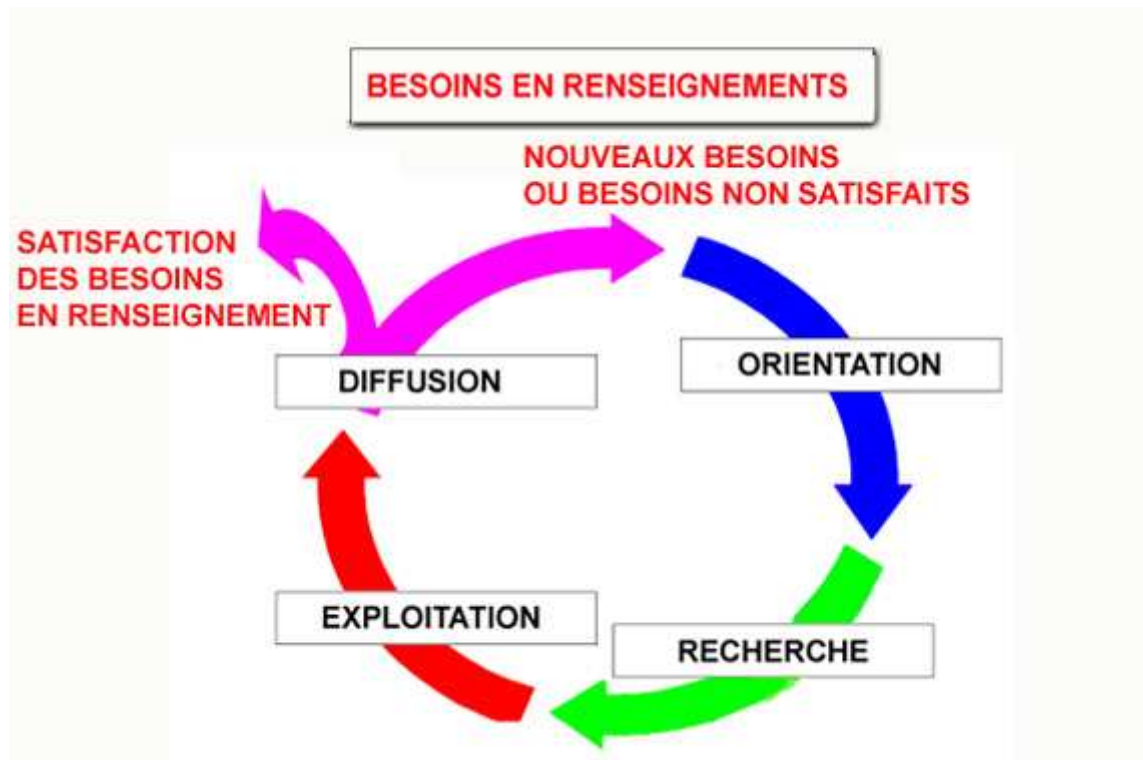 BESOINS EN RENSEIGNEMENTS
NOUVEAUX BESOINS
OU BESOINS NON SATISFAITS
SATISFACTION
DES BESOINS
EN RENSEIGNEMENT
DIFFUSION
ORIENTATION
EXPLOITATION
RECHERCHE